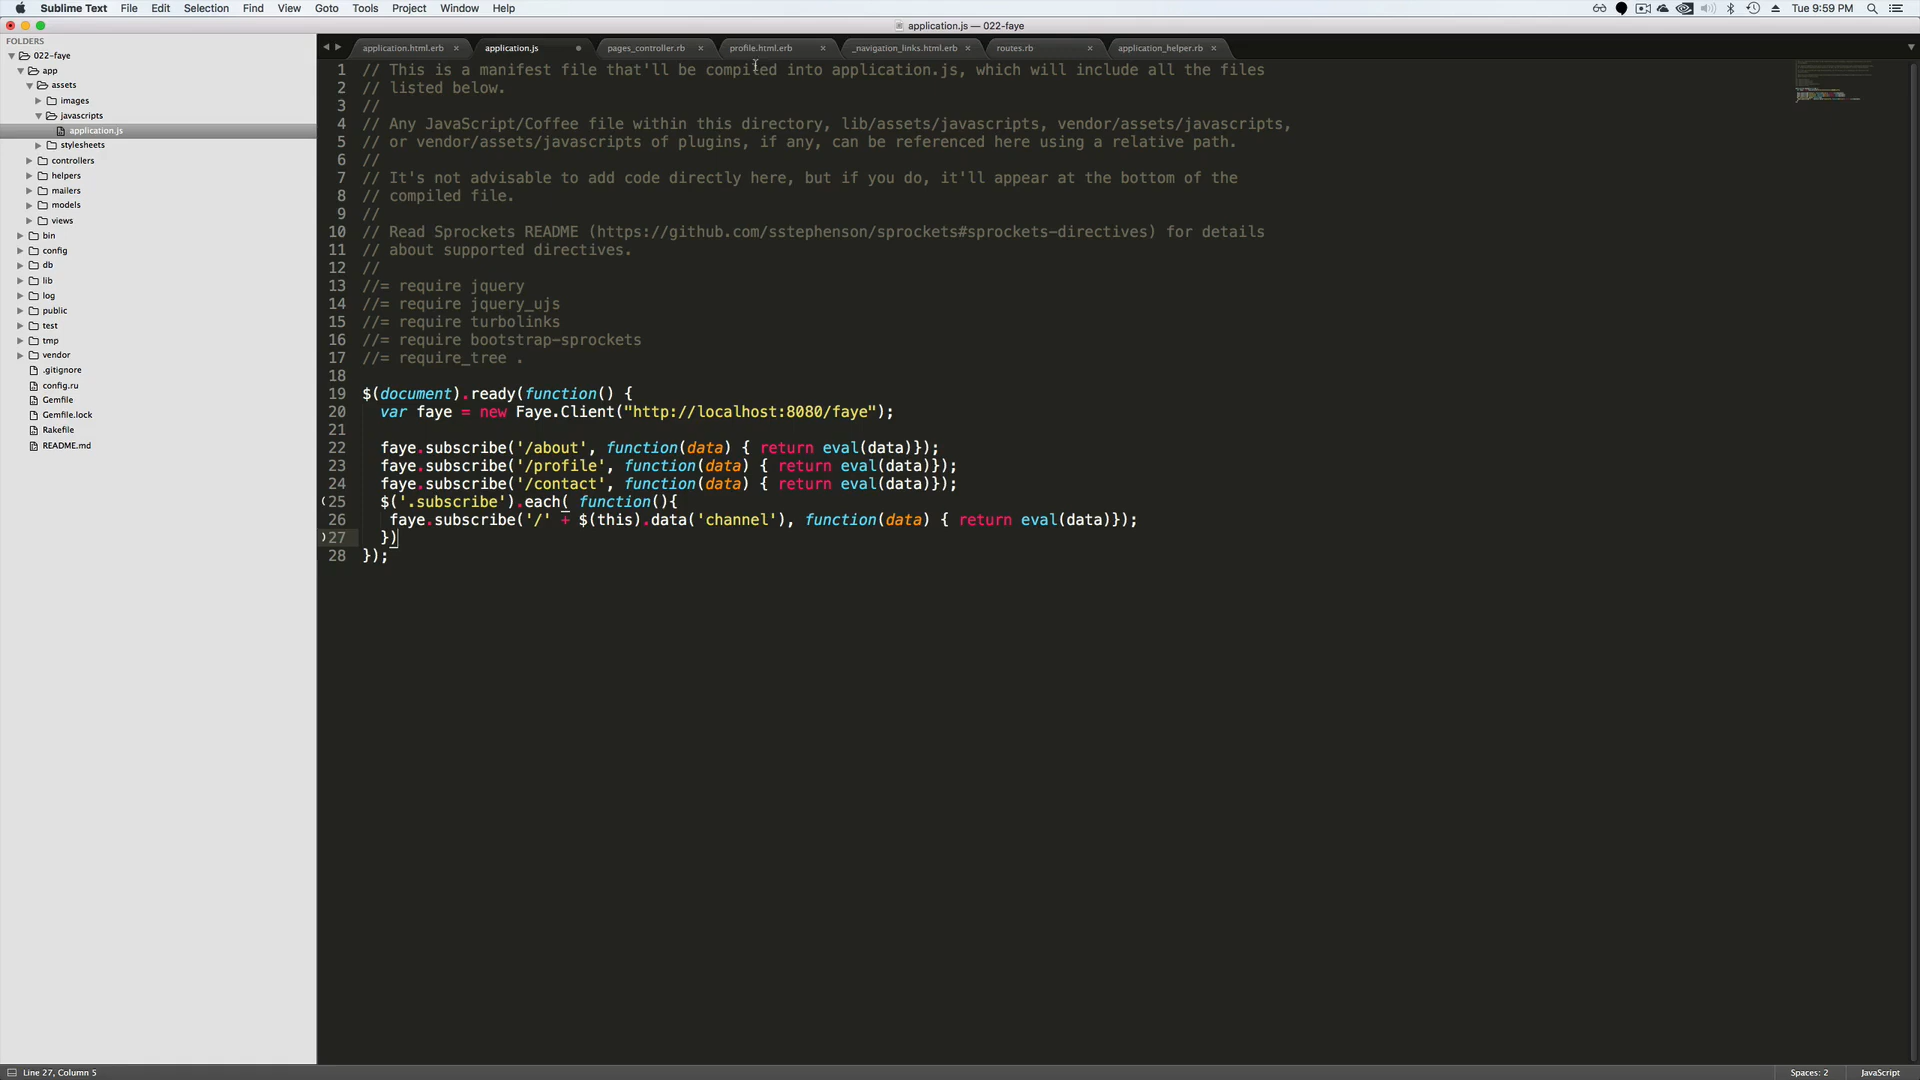 Sublime Text File Edit Selection Find View Goto Tools Project Window Help Tue 9:59 PM
application.js — 022-faye
FOLDERS
022-faye
app
assets
images
javascripts
application.js
stylesheets
controllers
helpers
mailers
models
views
bin
config
db
lib
log
public
test
tmp
vendor
.gitignore
config.ru
Gemfile
Gemfile.lock
Rakefile
README.md
application.html.erb application.js pages_controller.rb profile.html.erb _navigation_links.html.erb routes.rb application_helper.rb
1 // This is a manifest file that'll be compiled into application.js, which will include all the files
2 // listed below.
3 //
4 // Any JavaScript/Coffee file within this directory, lib/assets/javascripts, vendor/assets/javascripts,
5 // or vendor/assets/javascripts of plugins, if any, can be referenced here using a relative path.
6 //
7 // It's not advisable to add code directly here, but if you do, it'll appear at the bottom of the
8 // compiled file.
9 //
10 // Read Sprockets README (https://github.com/sstephenson/sprockets#sprockets-directives) for details
11 // about supported directives.
12 //
13 //= require jquery
14 //= require jquery_ujs
15 //= require turbolinks
16 //= require bootstrap-sprockets
17 //= require_tree .
18
19 $(document).ready(function() {
20 var faye = new Faye.Client("http://localhost:8080/faye");
21
22 faye.subscribe('/about', function(data) { return eval(data)});
23 faye.subscribe('/profile', function(data) { return eval(data)});
24 faye.subscribe('/contact', function(data) { return eval(data)});
25 $('.subscribe').each( function(){
26 faye.subscribe('/' + $(this).data('channel'), function(data) { return eval(data)});
27 })
28 });
Line 27, Column 5 Spaces: 2 JavaScript